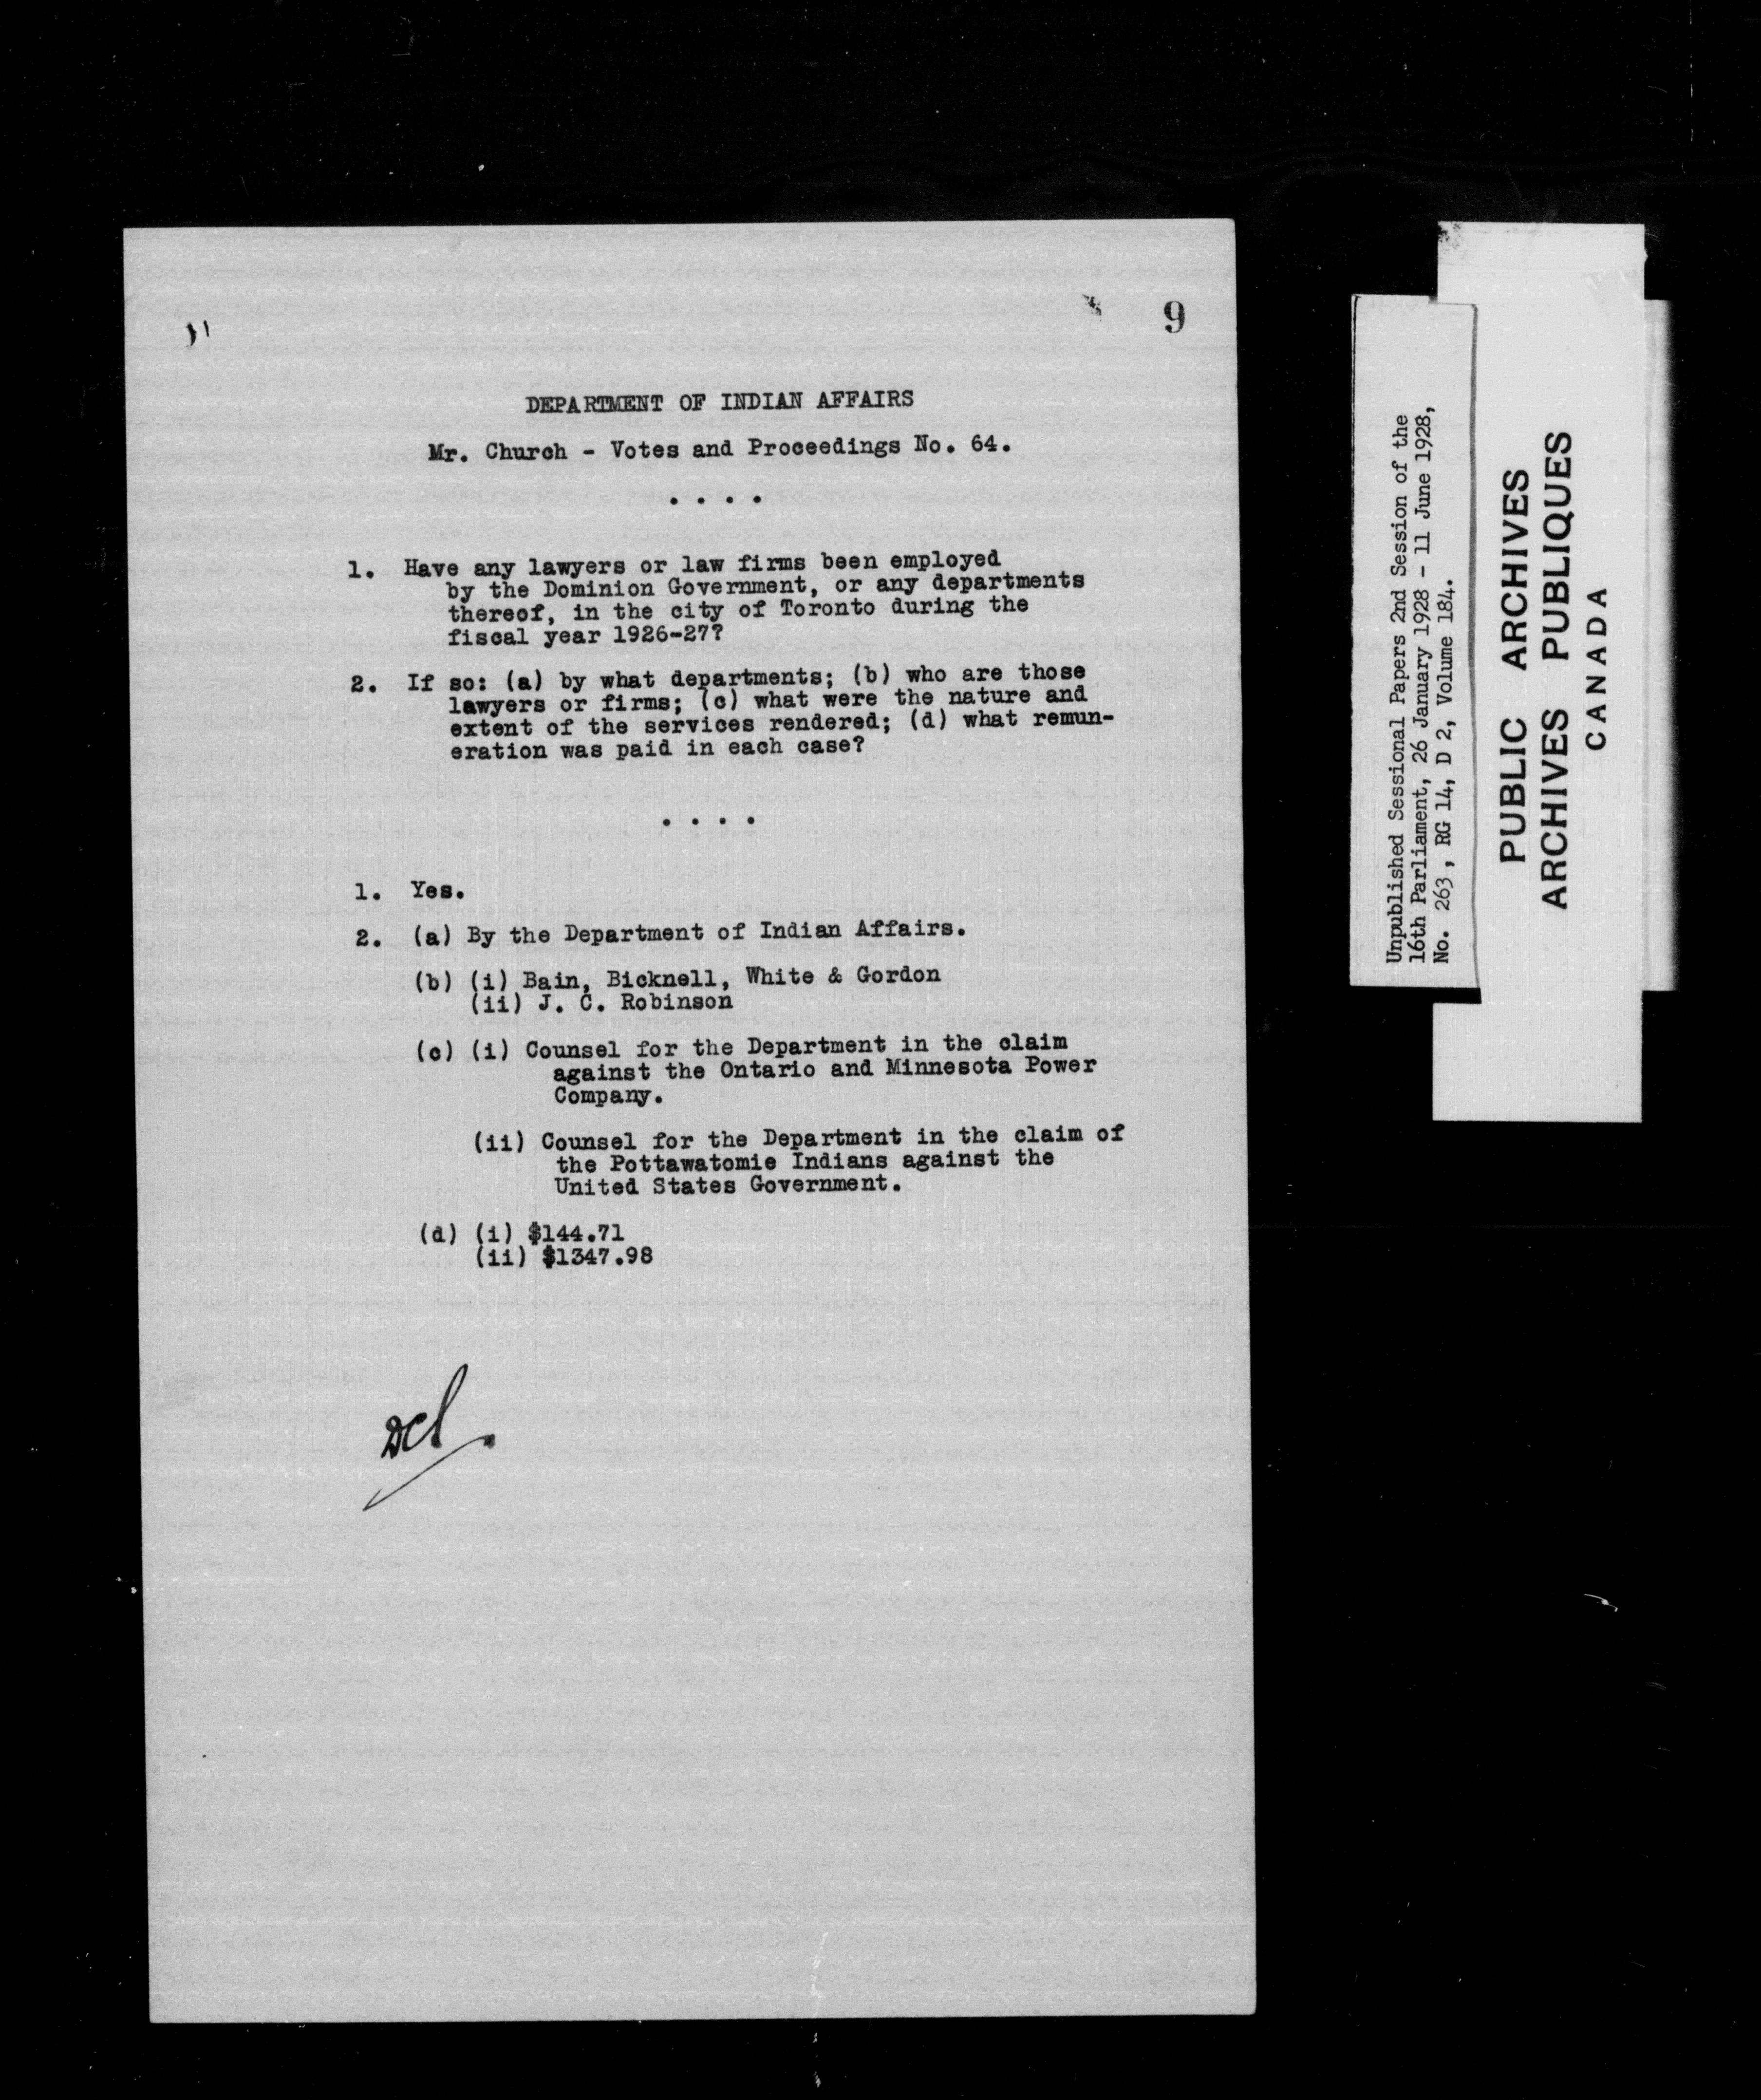 9
DEPARTMENT OF INDIAN AFFAIRS
Mr. Church - Votes and Proceedings No. 64.
. . . .
1. Have any lawyers or law firms been employed
by the Dominion Government, or any departments
thereof, in the city of Toronto during the
fiscal year 1926-27?
2. If so: (a) by what departments; (b) who are those
lawyers or firms; (c) what were the nature and
extent of the services rendered; (d) what remun-
eration was paid in each case?
. . . .
1. Yes.
2. (a) By the Department of Indian Affairs.
(b) (i) Bain, Bicknell, White & Gordon
(ii) J. C. Robinson
(c) (i) Counsel for the Department in the claim
against the Ontario and Minnesota Power
Company.
(ii) Counsel for the Department in the claim of
the Pottawatomie Indians against the
United States Government.
(d) (i) $144.71
(ii) $1347.98
Unpublished Sessional Papers 2nd Session of the
16th Parliament, 26 January 1928 - 11 June 1928,
No. 263, RG 14, D 2, Volume 184.
PUBLIC ARCHIVES
ARCHIVES PUBLIQUES
CANADA